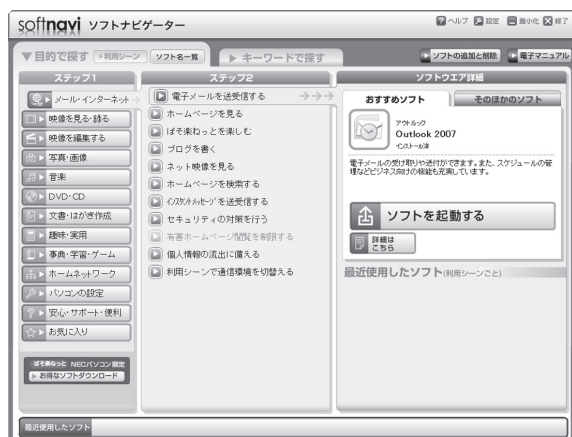 softnavi ソフトナビゲーター
ヘルプ 設定 最小化 終了
▼目的で探す ▸利用シーン ソフト名一覧 ▶ キーワードで探す
ソフトの追加と削除 電子マニュアル
ステップ1
メール・インターネット
映像を見る・録る
映像を編集する
写真・画像
音楽
DVD・CD
文書・はがき作成
趣味・実用
事典・学習・ゲーム
ホームネットワーク
パソコンの設定
安心・サポート・便利
お気に入り
ぱそ楽ねっと NECパソコン限定
お得なソフトダウンロード
ステップ2
電子メールを送受信する
ホームページを見る
ぱそ楽ねっとを楽しむ
ブログを書く
ネット映像を見る
ホームページを検索する
インスタントメッセージを送受信する
セキュリティの対策を行う
有害ホームページ閲覧を制限する
個人情報の流出に備える
利用シーンで通信環境を切替える
ソフトウエア詳細
おすすめソフト そのほかのソフト
アウトルック
Outlook 2007
インストール済
電子メールの受け取りや送付ができます。また、スケジュールの管
理などビジネス向けの機能も充実しています。
ソフトを起動する
詳細は
こちら
最近使用したソフト(利用シーンごと)
最近使用したソフト